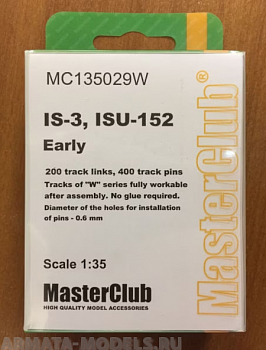 MC135029W
IS-3, ISU-152
Early
200 track links, 400 track pins
Tracks of "W" series fully workable
after assembly. No glue required.
Diameter of the holes for installation
of pins - 0.6 mm
Scale 1:35
MasterClub
HIGH QUALITY MODEL ACCESSORIES
MasterClub®
ARMATA-MODELS.RU